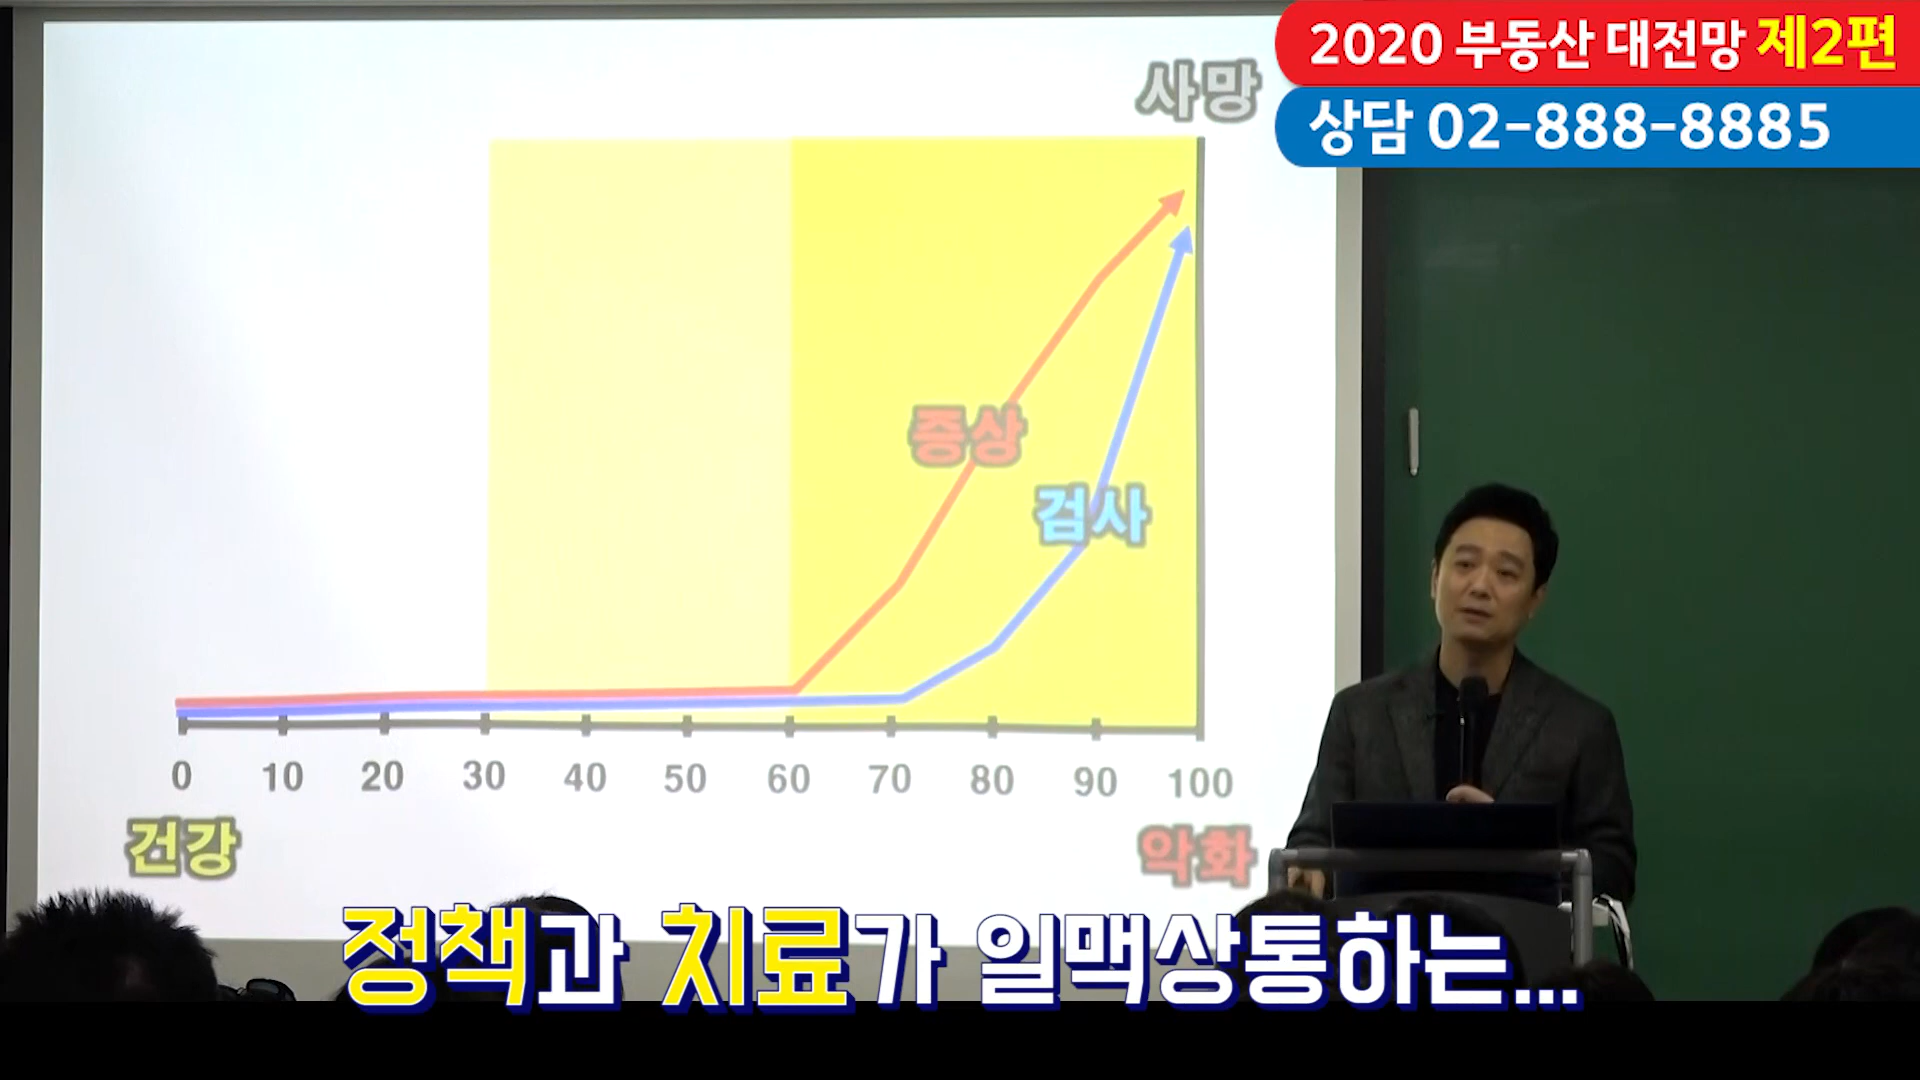 2020 부동산 대전망 제2편
상담 02-888-8885
사망
증상
검사
0 10 20 30 40 50 60 70 80 90 100
건강 악화
정책과 치료가 일맥상통하는...